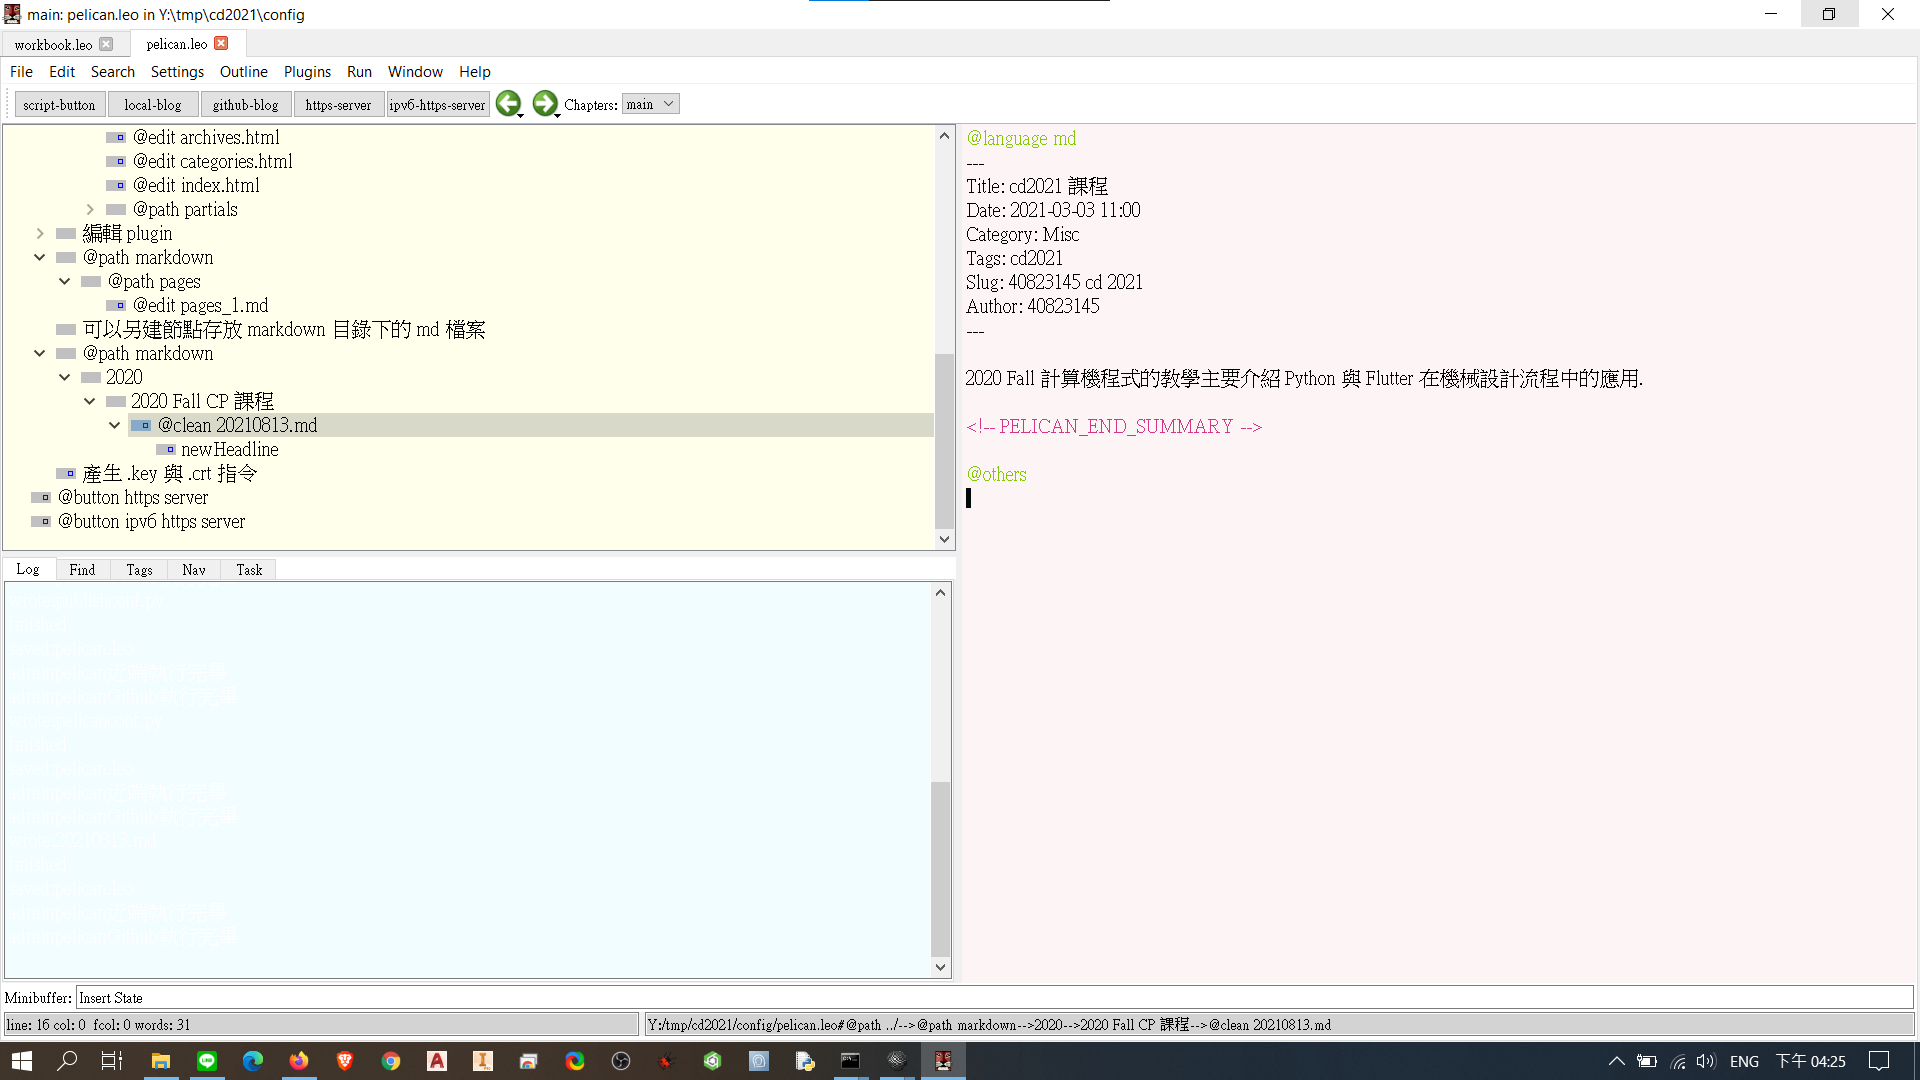 main: pelican.leo in Y:\tmp\cd2021\config
workbook.leo
pelican.leo
File Edit Search Settings Outline Plugins Run Window Help
script-button local-blog github-blog https-server ipv6-https-server Chapters: main
@edit archives.html
@edit categories.html
@edit index.html
@path partials
編輯 plugin
@path markdown
@path pages
@edit pages_1.md
可以另建節點存放 markdown 目錄下的 md 檔案
@path markdown
2020
2020 Fall CP 課程
@clean 20210813.md
newHeadline
產生 .key 與 .crt 指令
@button https server
@button ipv6 https server
@language md
---
Title: cd2021 課程
Date: 2021-03-03 11:00
Category: Misc
Tags: cd2021
Slug: 40823145 cd 2021
Author: 40823145
---
2020 Fall 計算機程式的教學主要介紹 Python 與 Flutter 在機械設計流程中的應用.
<!-- PELICAN_END_SUMMARY -->
@others
Log Find Tags Nav Task
Minibuffer: Insert State
line: 16 col: 0 fcol: 0 words: 31
Y:/tmp/cd2021/config/pelican.leo#@path ../-->@path markdown-->2020-->2020 Fall CP 課程-->@clean 20210813.md
ENG 下午 04:25